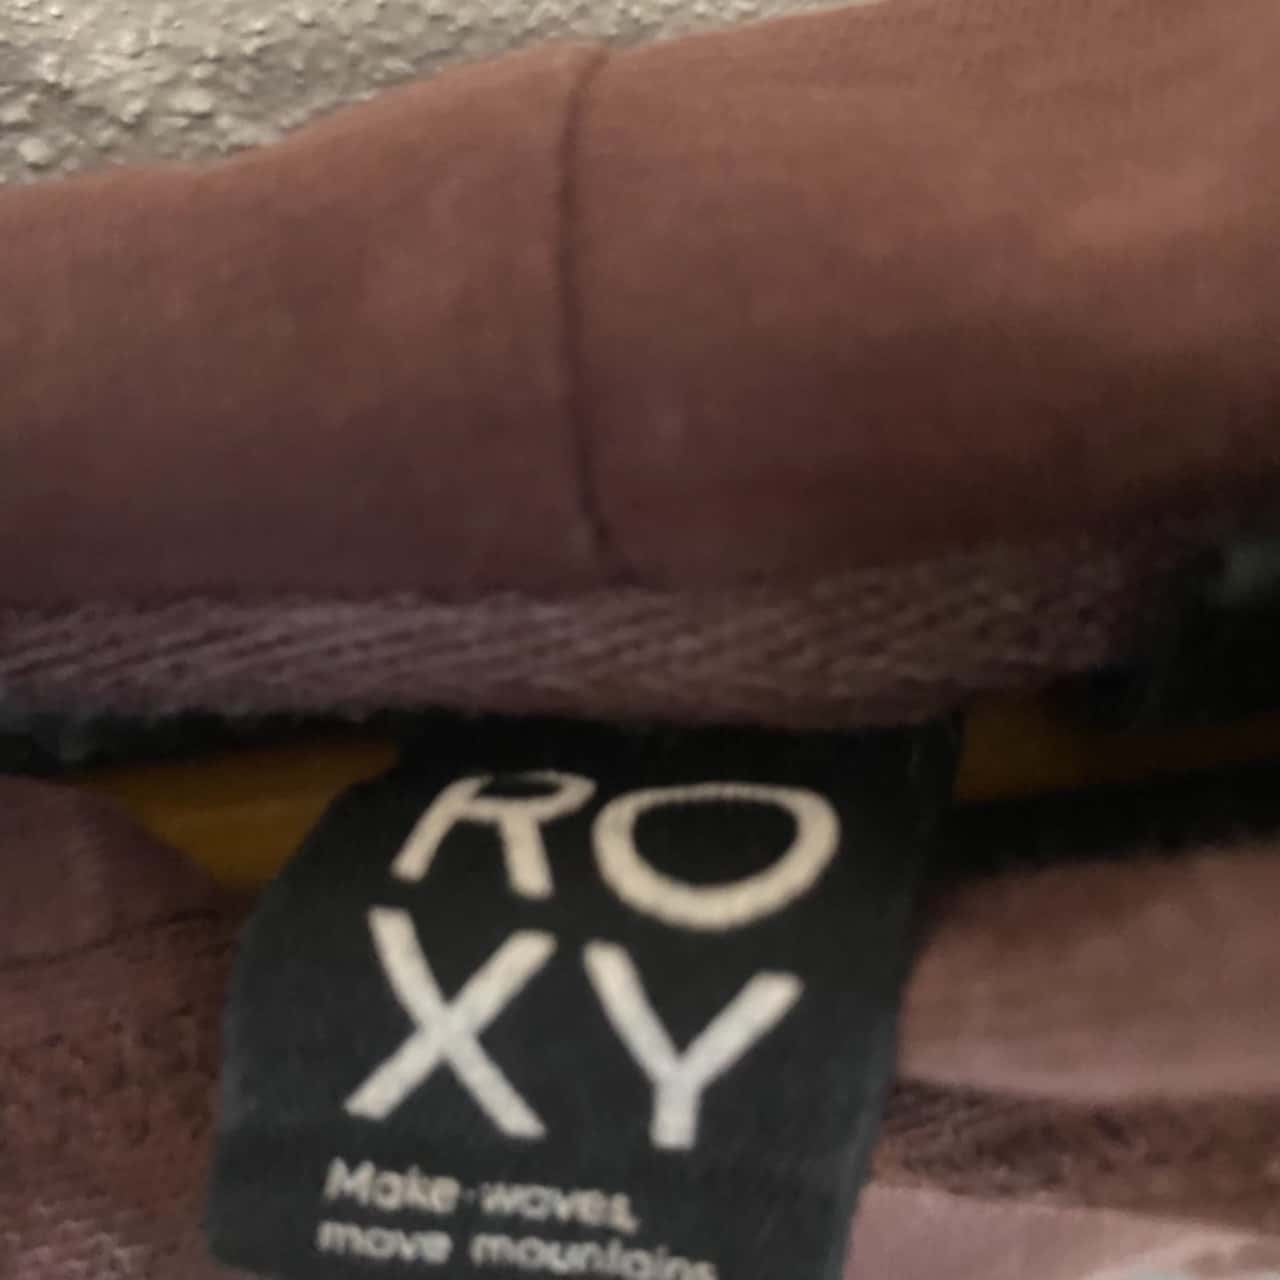 RO
XY
Make waves,
move mountains